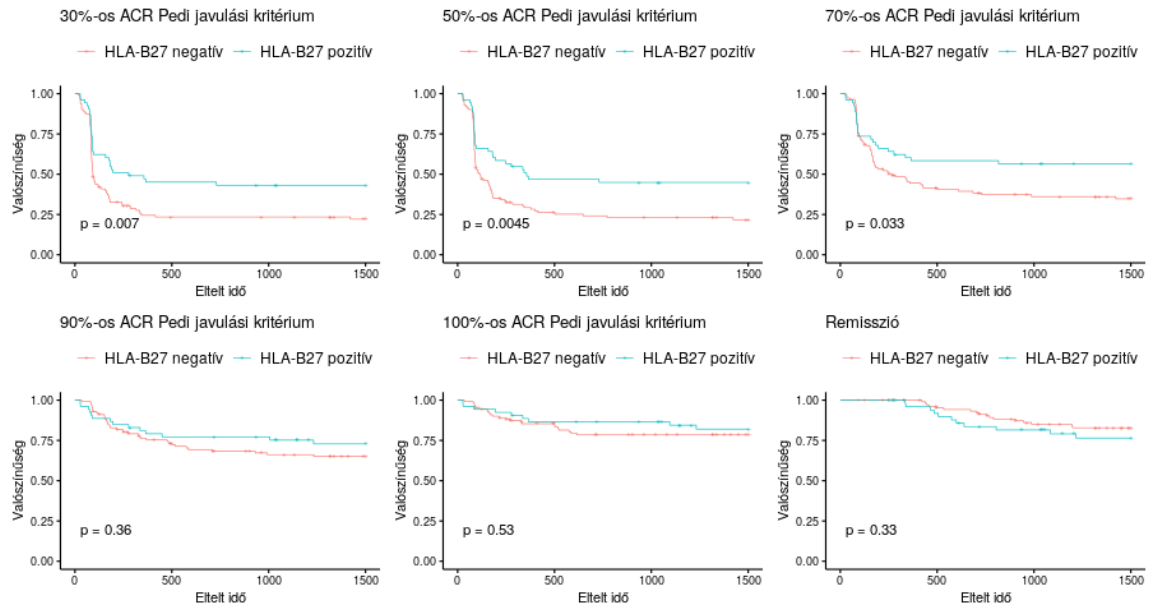 30%-os ACR Pedi javulási kritérium
HLA-B27 negatív HLA-B27 pozitív
Valószínűség
1.00
0.75
0.50
0.25
0.00
p = 0.007
0 500 1000 1500
Eltelt idő
50%-os ACR Pedi javulási kritérium
HLA-B27 negatív HLA-B27 pozitív
Valószínűség
1.00
0.75
0.50
0.25
0.00
p = 0.0045
0 500 1000 1500
Eltelt idő
70%-os ACR Pedi javulási kritérium
HLA-B27 negatív HLA-B27 pozitív
Valószínűség
1.00
0.75
0.50
0.25
0.00
p = 0.033
0 500 1000 1500
Eltelt idő
90%-os ACR Pedi javulási kritérium
HLA-B27 negatív HLA-B27 pozitív
Valószínűség
1.00
0.75
0.50
0.25
0.00
p = 0.36
0 500 1000 1500
Eltelt idő
100%-os ACR Pedi javulási kritérium
HLA-B27 negatív HLA-B27 pozitív
Valószínűség
1.00
0.75
0.50
0.25
0.00
p = 0.53
0 500 1000 1500
Eltelt idő
Remisszió
HLA-B27 negatív HLA-B27 pozitív
Valószínűség
1.00
0.75
0.50
0.25
0.00
p = 0.33
0 500 1000 1500
Eltelt idő